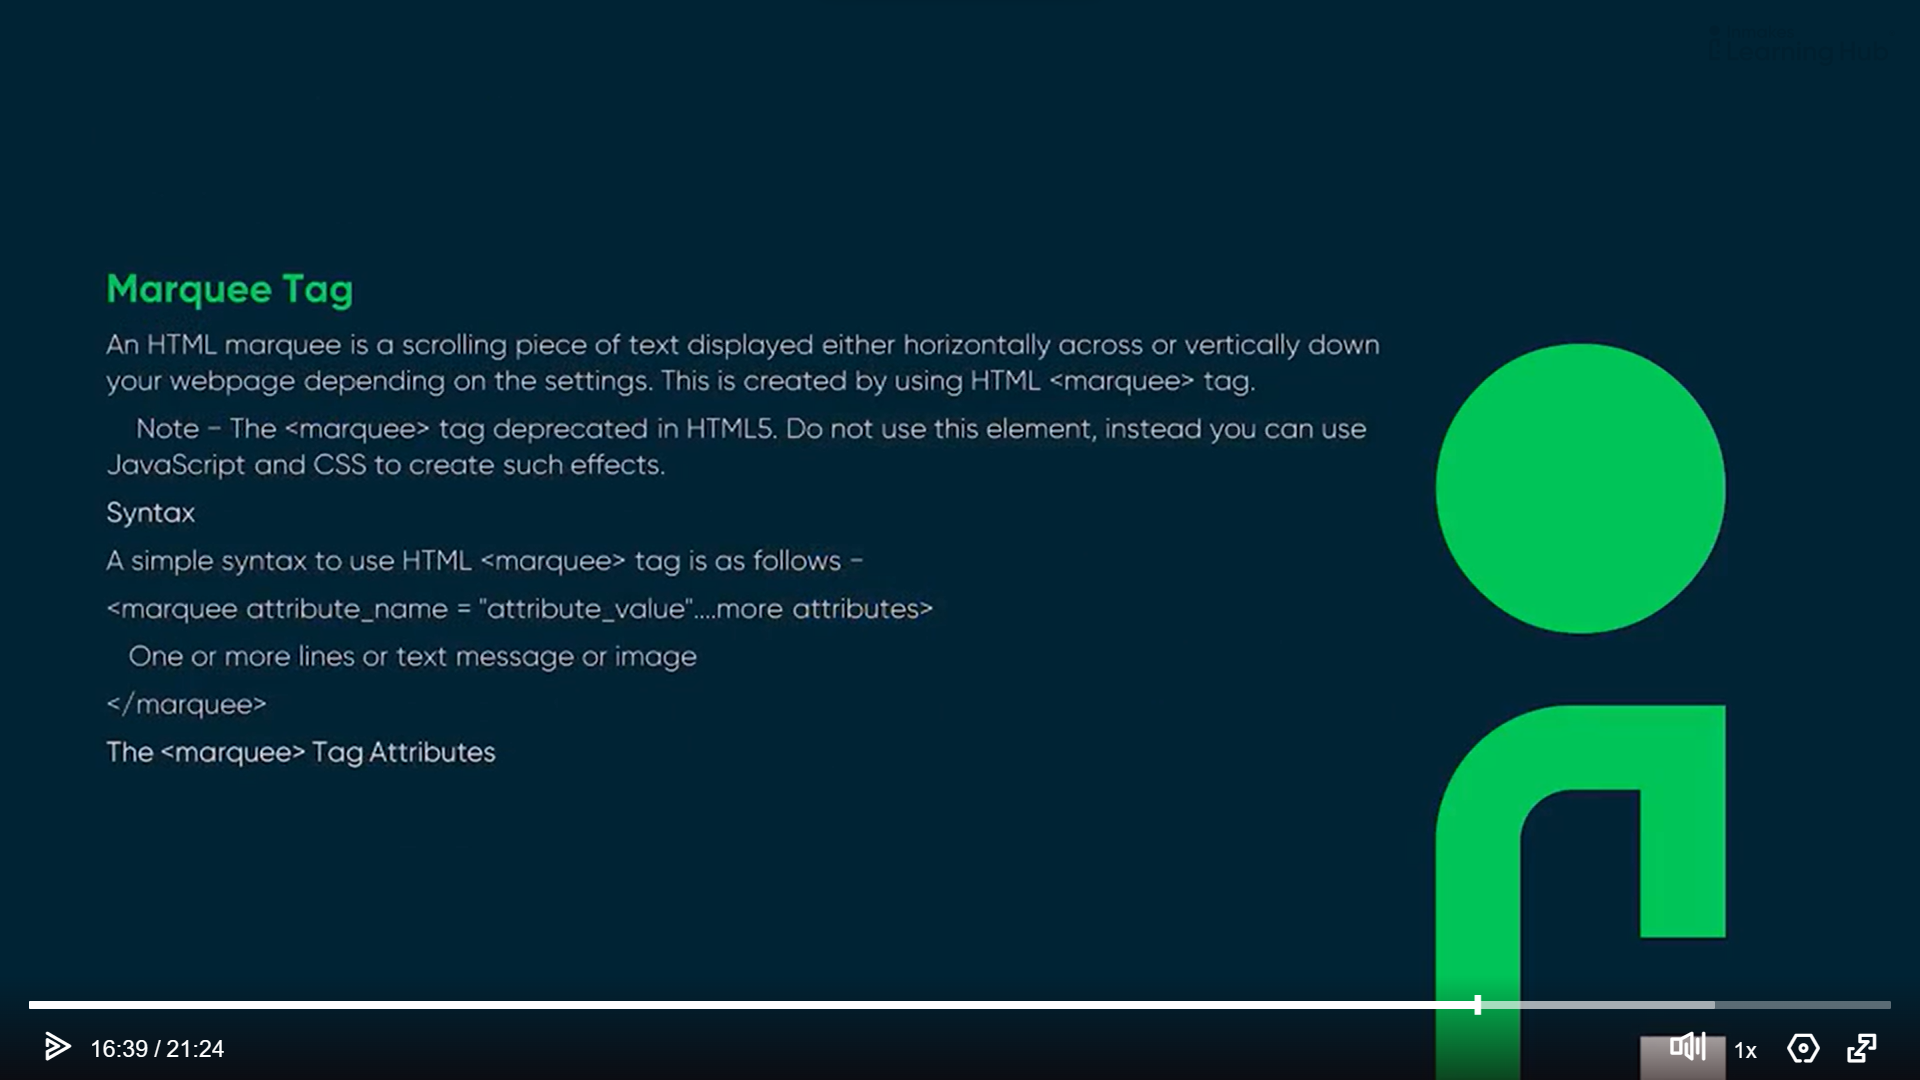 Marquee Tag
An HTML marquee is a scrolling piece of text displayed either horizontally across or vertically down
your webpage depending on the settings. This is created by using HTML <marquee> tag.
Note – The <marquee> tag deprecated in HTML5. Do not use this element, instead you can use
JavaScript and CSS to create such effects.
Syntax
A simple syntax to use HTML <marquee> tag is as follows –
<marquee attribute_name = "attribute_value"....more attributes>
One or more lines or text message or image
</marquee>
The <marquee> Tag Attributes
16:39 / 21:24
1x